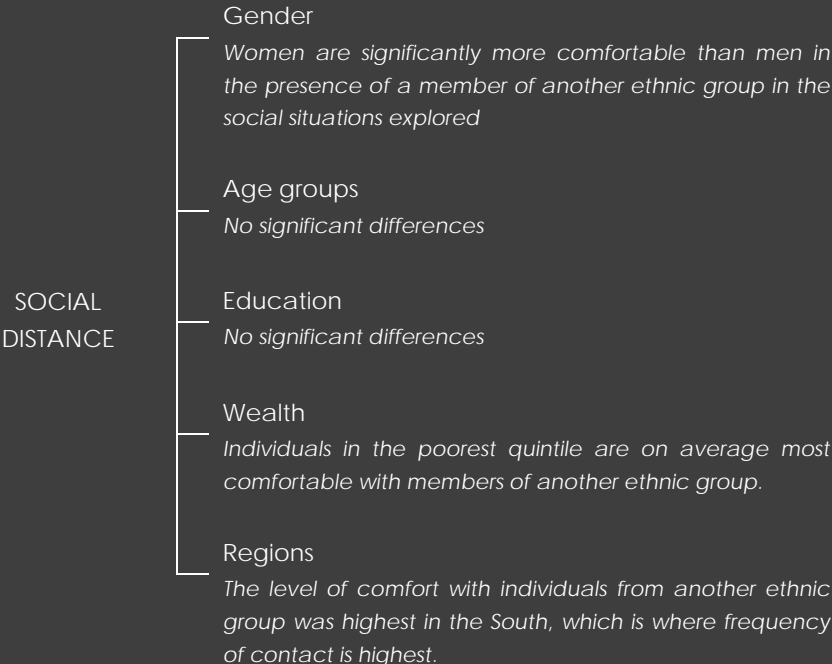 Gender
Women are significantly more comfortable than men in
the presence of a member of another ethnic group in the
social situations explored
Age groups
No significant differences
SOCIAL
DISTANCE
Education
No significant differences
Wealth
Individuals in the poorest quintile are on average most
comfortable with members of another ethnic group.
Regions
The level of comfort with individuals from another ethnic
group was highest in the South, which is where frequency
of contact is highest.